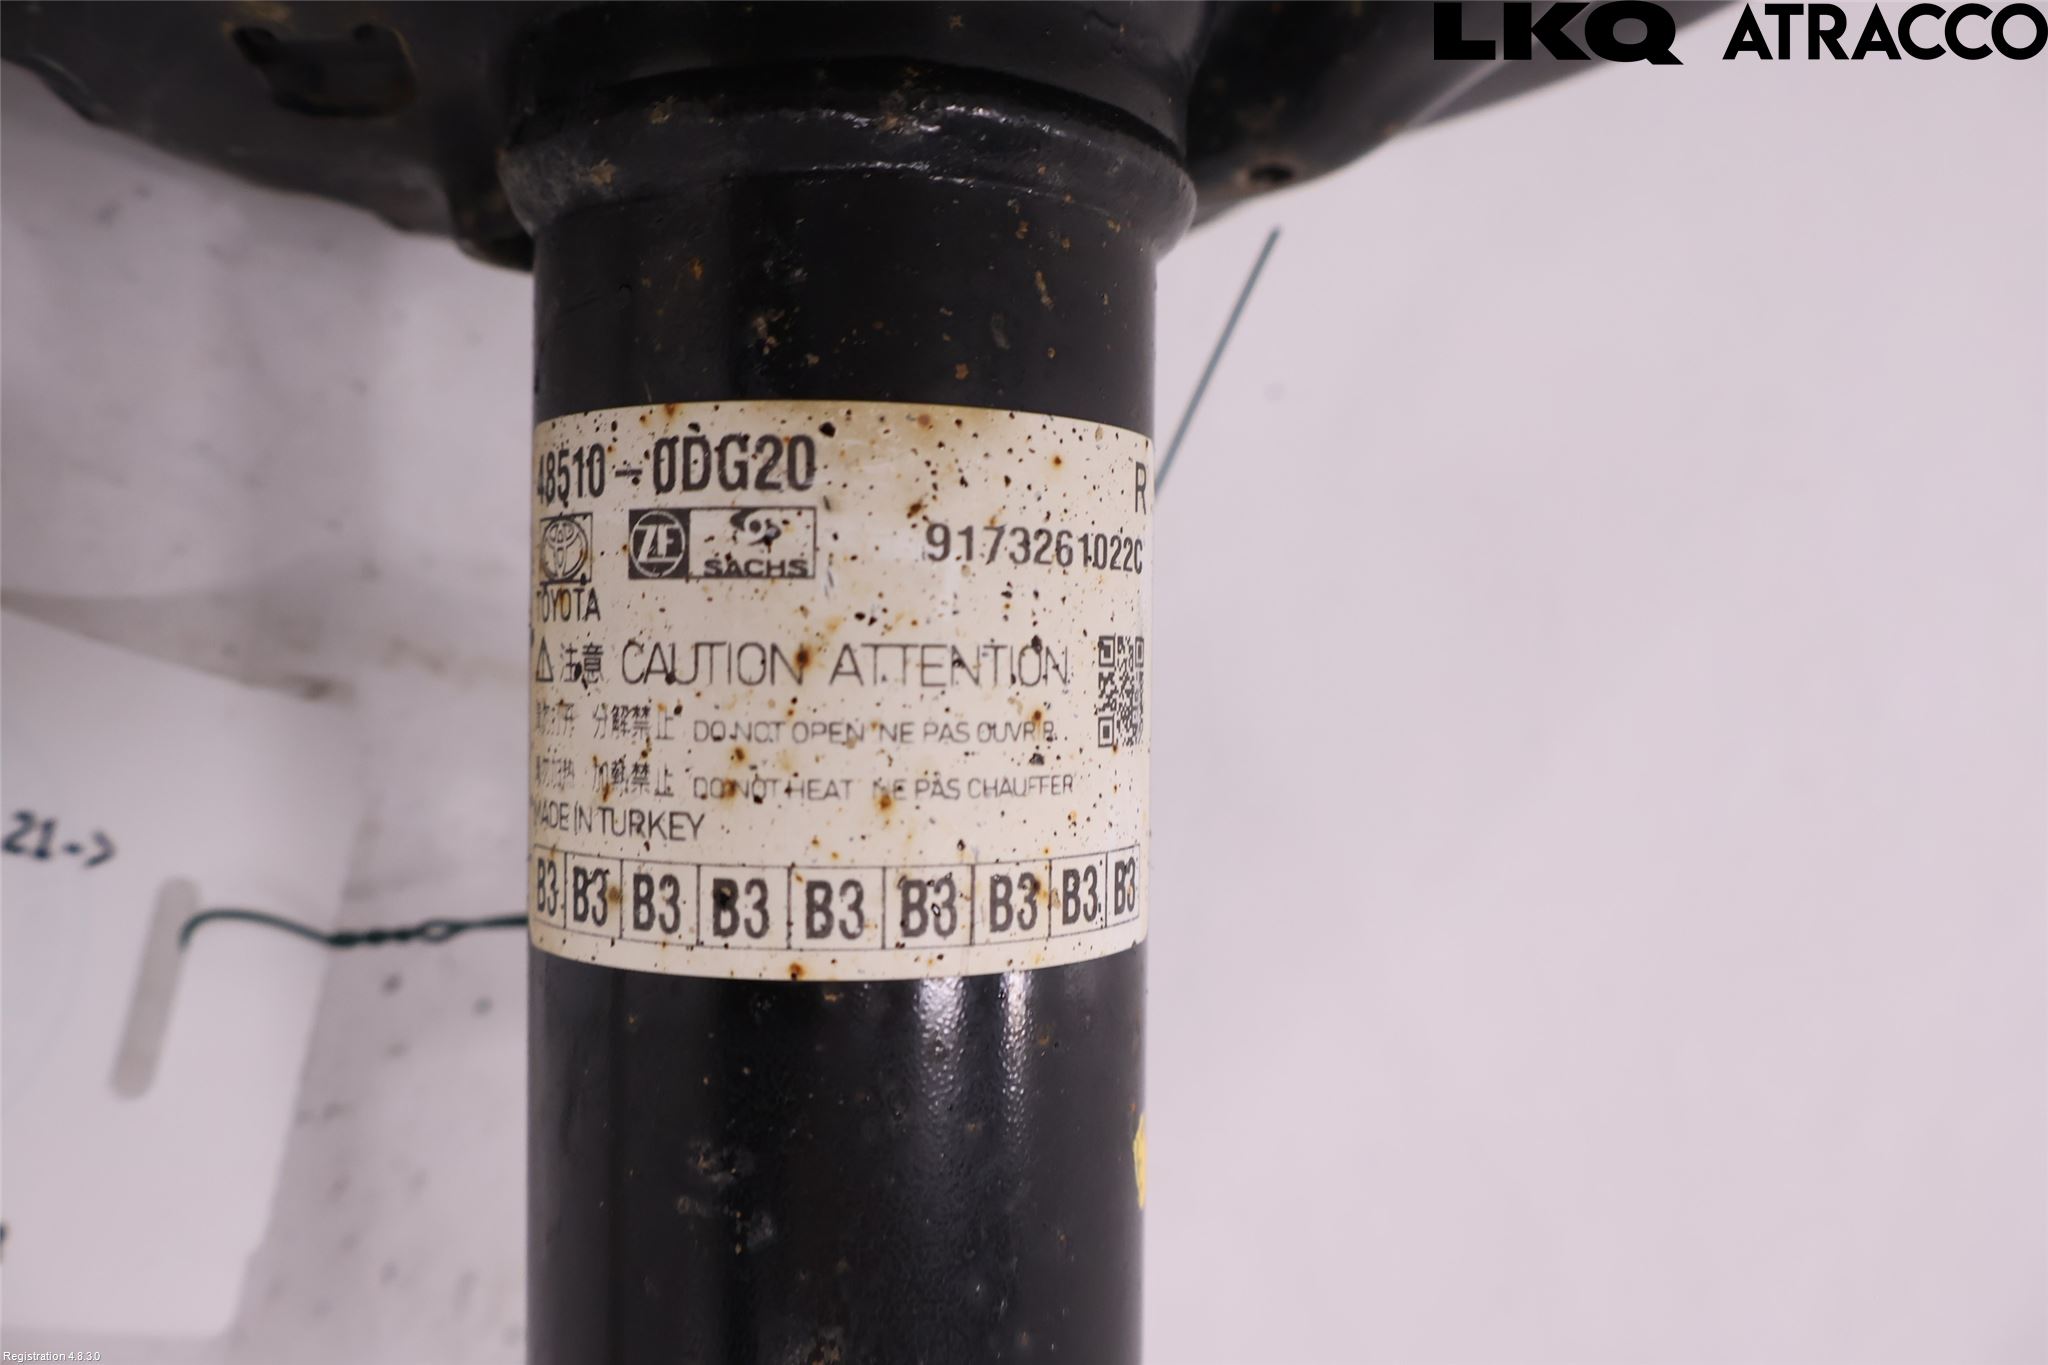 LKQ ATRACCO
48510-0DG20 R
ZF SACHS 9173261022C
TOYOTA
注意 CAUTION ATTENTION
分解禁止 DO NOT OPEN NE PAS OUVRIR
加熱禁止 DO NOT HEAT NE PAS CHAUFFER
MADE IN TURKEY
B3 B3 B3 B3 B3 B3 B3 B3 B3
21->
Registration 4.8.3.0